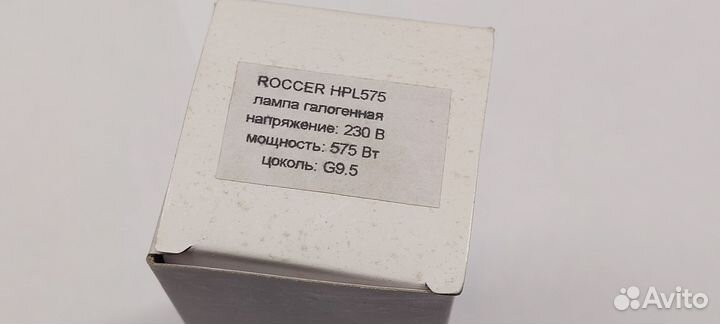 ROCCER HPL575
лампа галогенная
напряжение: 230 В
мощность: 575 Вт
цоколь: G9.5
Avito